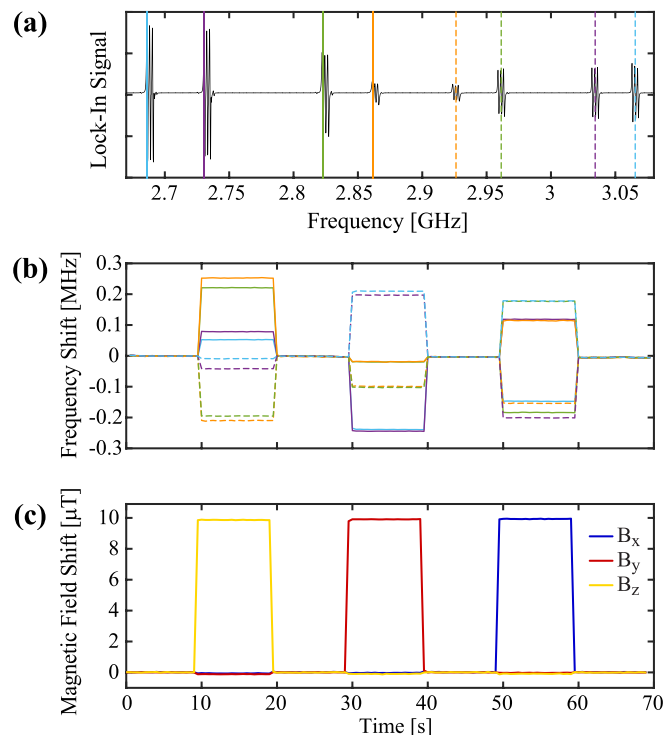 (a)
Lock-In Signal
2.7 2.75 2.8 2.85 2.9 2.95 3 3.05
Frequency [GHz]
(b)
Frequency Shift [MHz]
0.3
0.2
0.1
0
-0.1
-0.2
-0.3
(c)
Magnetic Field Shift [µT]
10
8
6
4
2
0
Bx
By
Bz
0 10 20 30 40 50 60 70
Time [s]